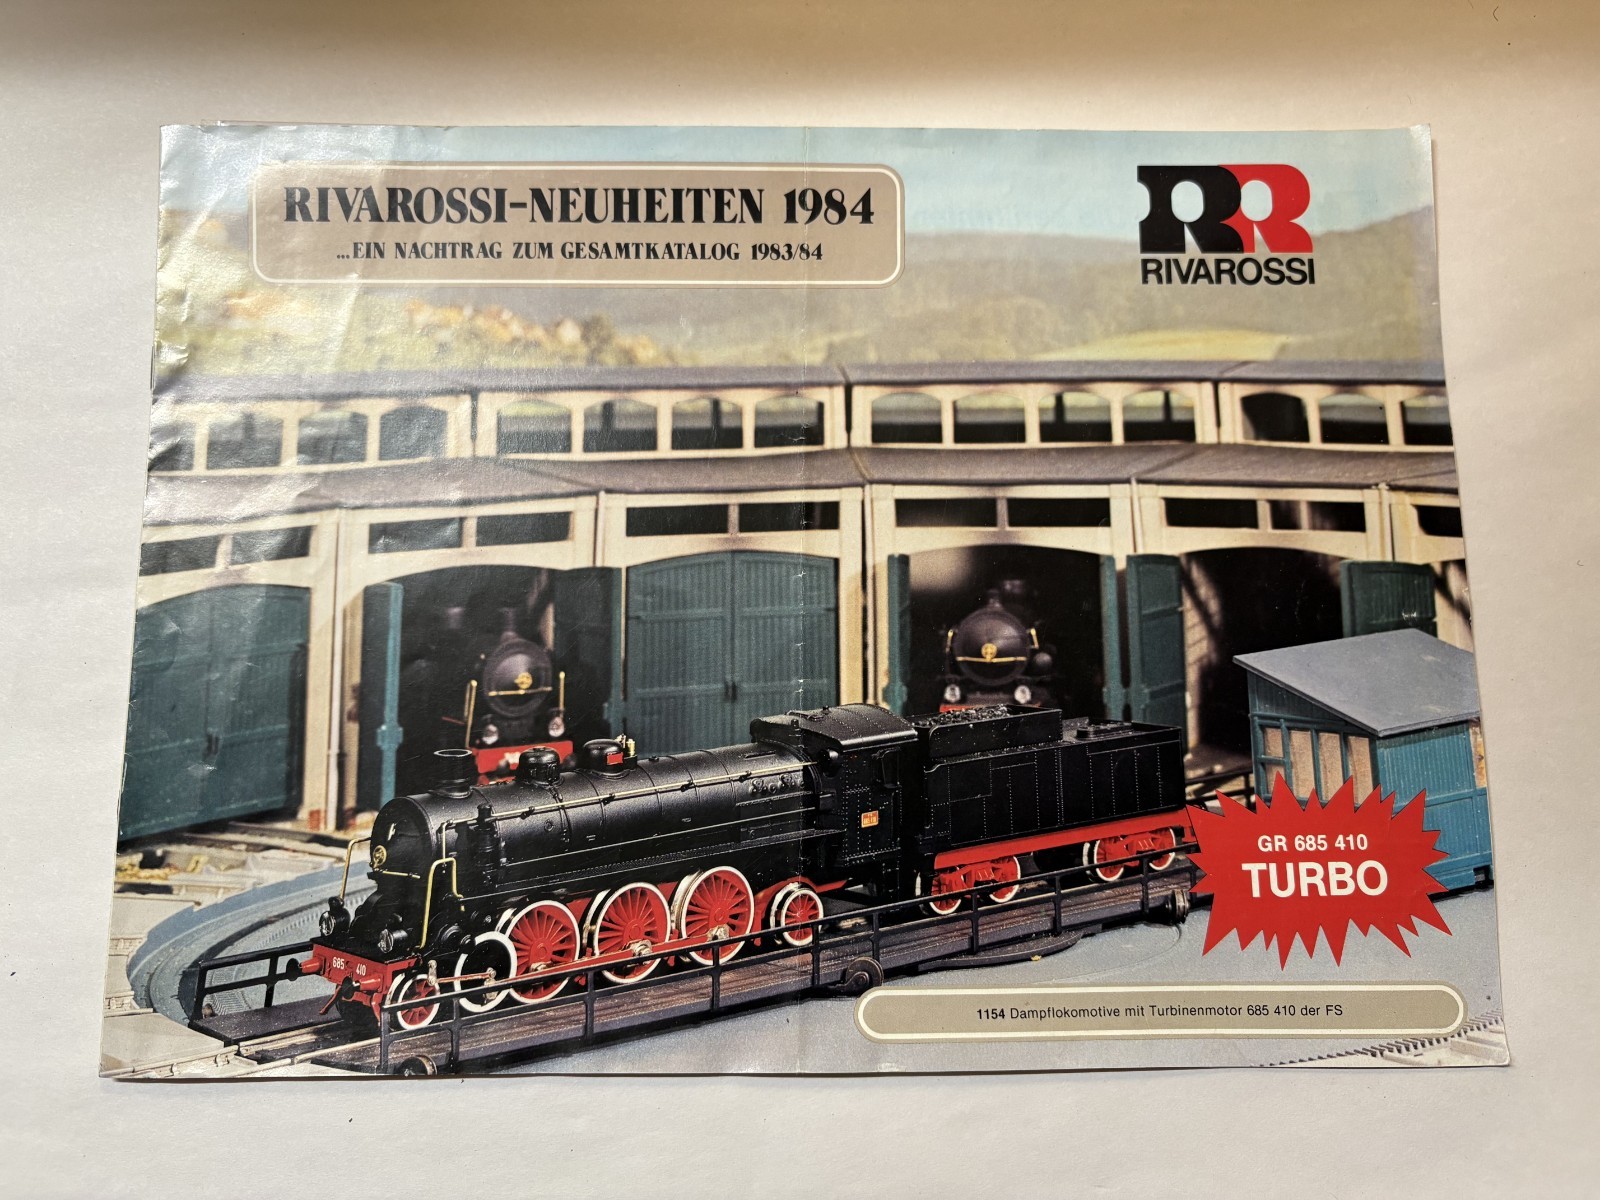 RIVAROSSI-NEUHEITEN 1984
...EIN NACHTRAG ZUM GESAMTKATALOG 1983/84
RR
RIVAROSSI
685 410
GR 685 410
TURBO
1154 Dampflokomotive mit Turbinenmotor 685 410 der FS